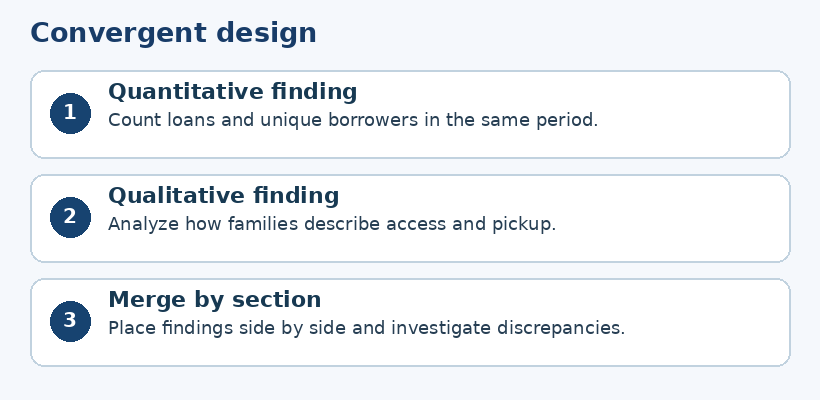 Convergent design
1
Quantitative finding
Count loans and unique borrowers in the same period.
2
Qualitative finding
Analyze how families describe access and pickup.
3
Merge by section
Place findings side by side and investigate discrepancies.